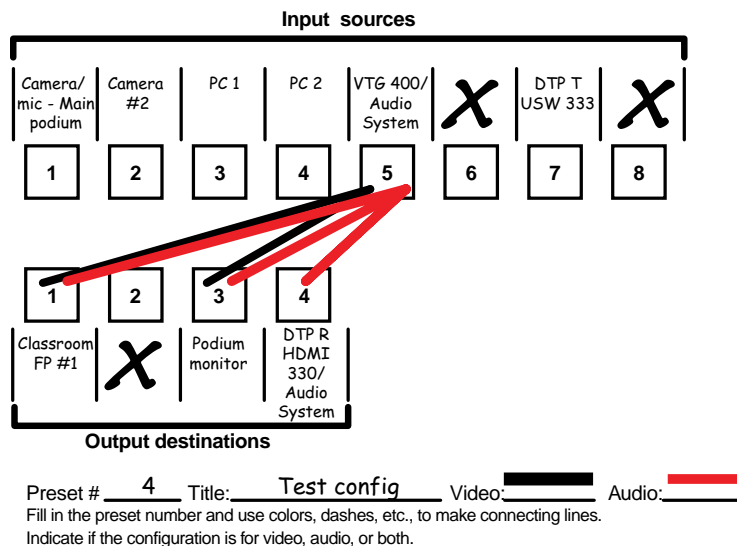 Input sources
Camera/
mic - Main
podium
Camera
#2
PC 1
PC 2
VTG 400/
Audio
System
X
DTP T
USW 333
X
1
2
3
4
5
6
7
8
1
2
3
4
Classroom
FP #1
X
Podium
monitor
DTP R
HDMI
330/
Audio
System
Output destinations
Preset # 4 Title: Test config Video: Audio:
Fill in the preset number and use colors, dashes, etc., to make connecting lines.
Indicate if the configuration is for video, audio, or both.